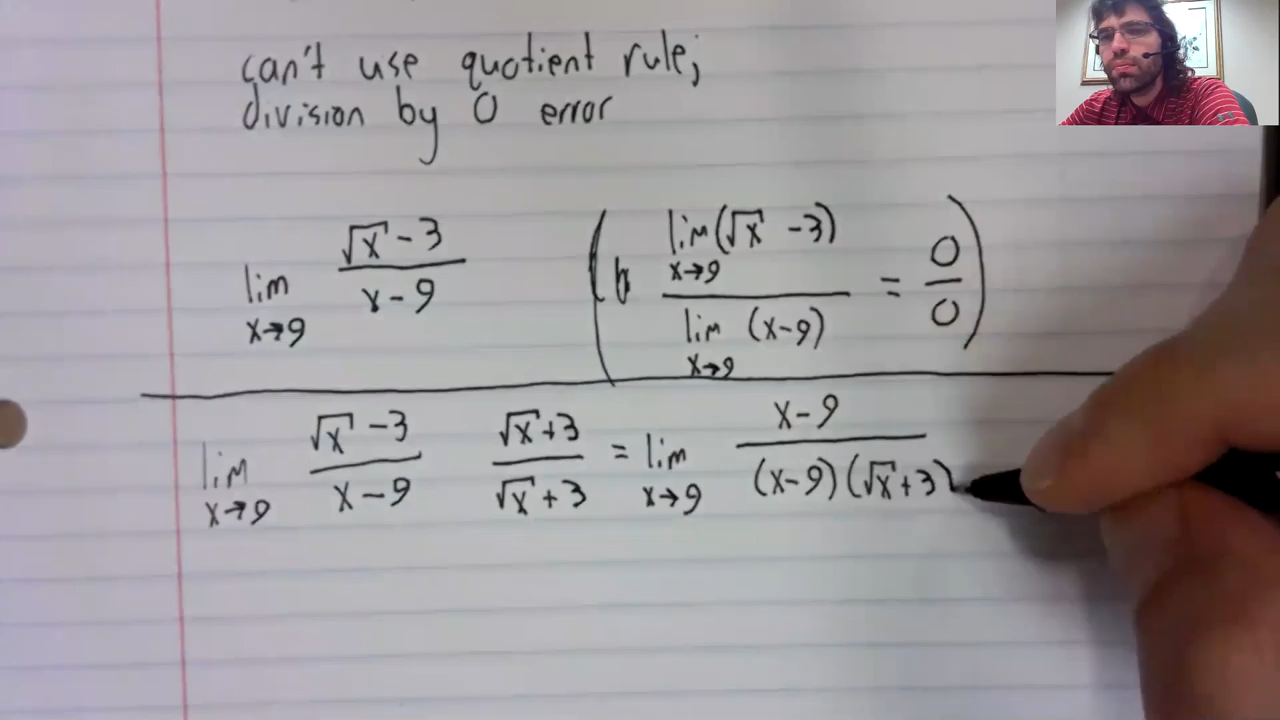 can't use quotient rule;
division by 0 error
lim x→9 (√x - 3)/(x - 9) ( lim x→9 (√x - 3) / lim x→9 (x-9) = 0/0 )
lim x→9 (√x - 3)/(x - 9) (√x + 3)/(√x + 3) = lim x→9 (x - 9)/((x-9)(√x + 3))